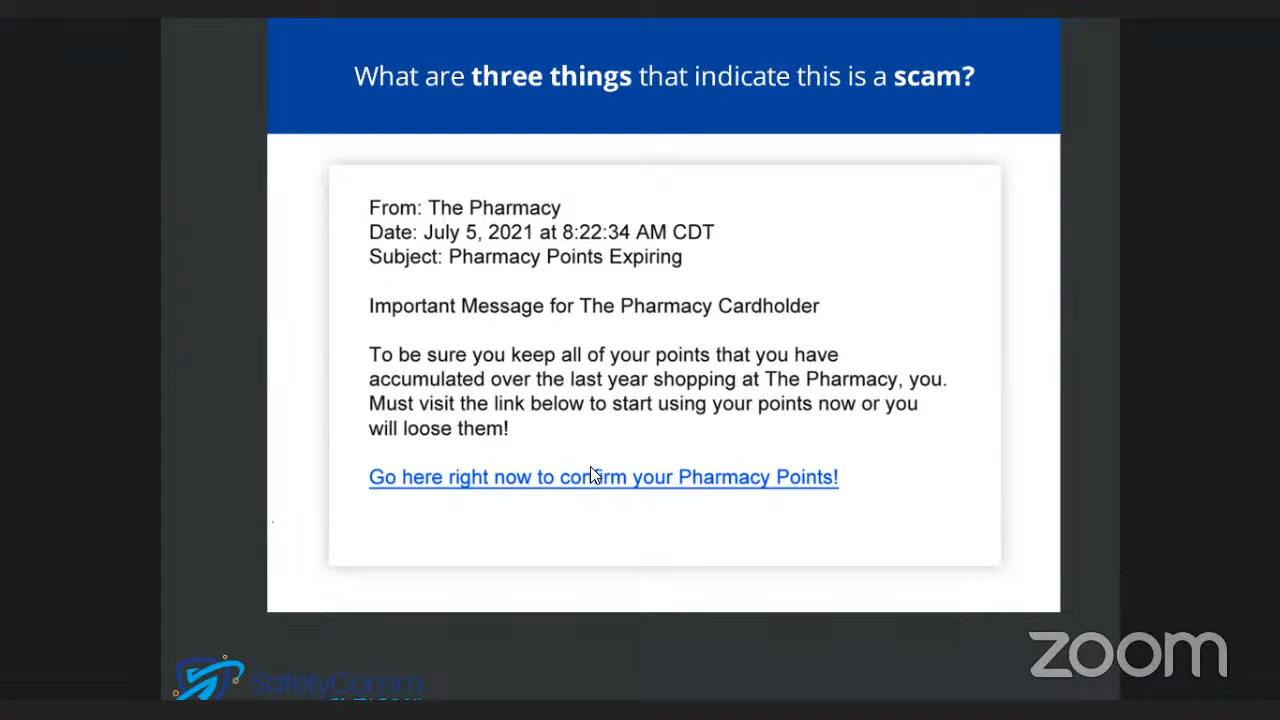 What are three things that indicate this is a scam?
From: The Pharmacy
Date: July 5, 2021 at 8:22:34 AM CDT
Subject: Pharmacy Points Expiring
Important Message for The Pharmacy Cardholder
To be sure you keep all of your points that you have
accumulated over the last year shopping at The Pharmacy, you.
Must visit the link below to start using your points now or you
will loose them!
Go here right now to confirm your Pharmacy Points!
zoom
SafetyComm